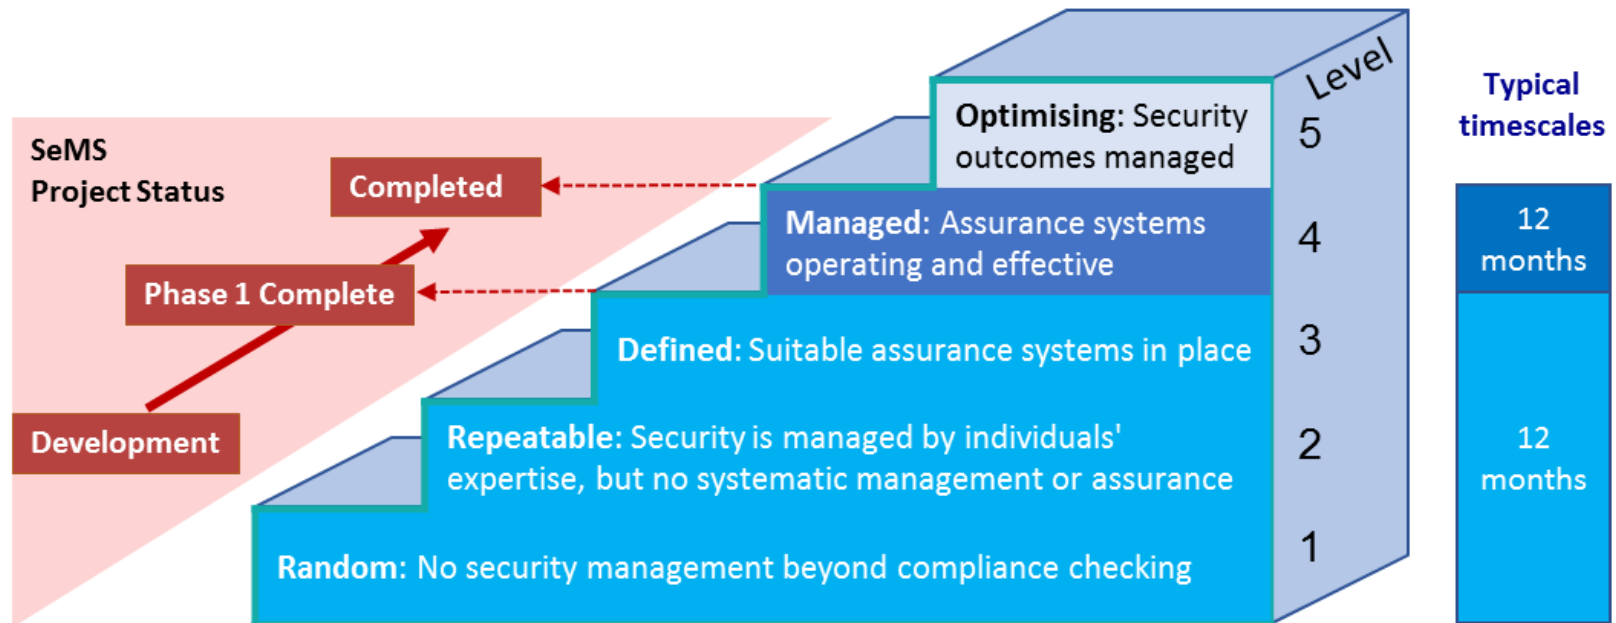 SeMS
Project Status
Completed
Phase 1 Complete
Development
Level
Optimising: Security
outcomes managed
5
Managed: Assurance systems
operating and effective
4
Defined: Suitable assurance systems in place
3
Repeatable: Security is managed by individuals'
expertise, but no systematic management or assurance
2
Random: No security management beyond compliance checking
1
Typical
timescales
12
months
12
months